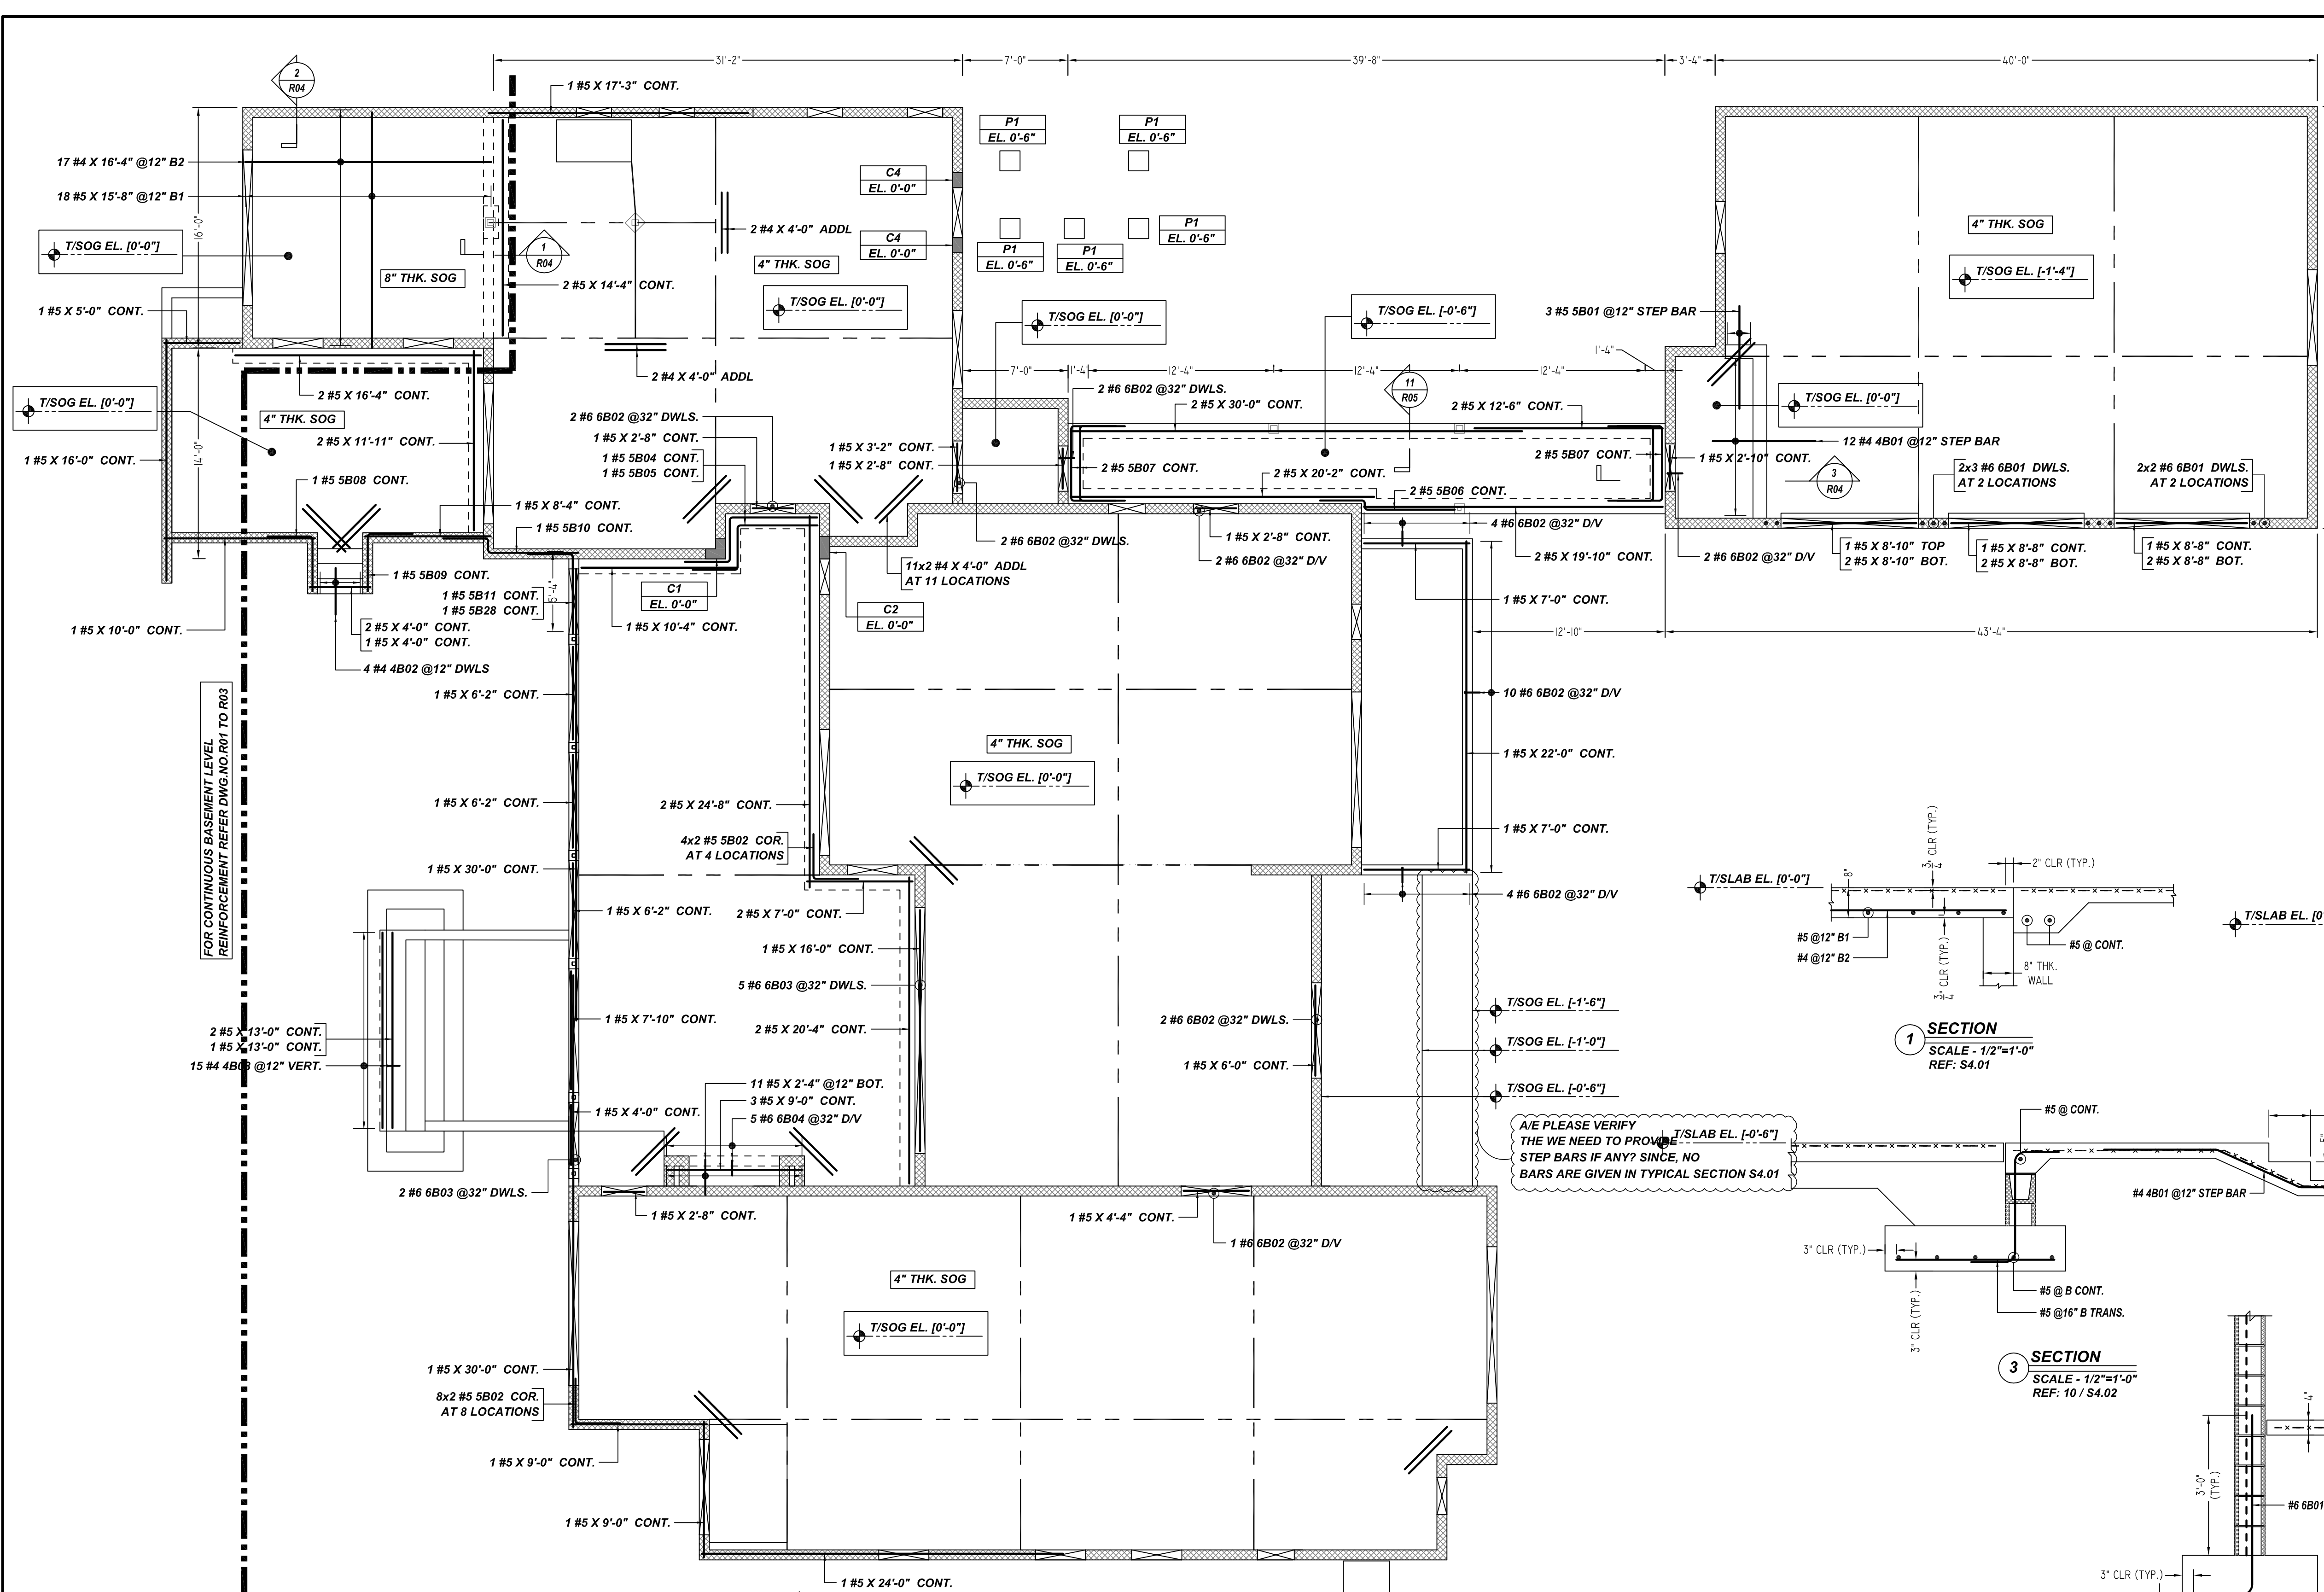 31'-2"
7'-0"
39'-8"
3'-4"
40'-0"
2
R04
1 #5 X 17'-3" CONT.
P1
EL. 0'-6"
P1
EL. 0'-6"
17 #4 X 16'-4" @12" B2
18 #5 X 15'-8" @12" B1
16'-0"
C4
EL. 0'-0"
T/SOG EL. [0'-0"]
8" THK. SOG
1
R04
2 #4 X 4'-0" ADDL
4" THK. SOG
C4
EL. 0'-0"
P1
EL. 0'-6"
P1
EL. 0'-6"
P1
EL. 0'-6"
4" THK. SOG
T/SOG EL. [-1'-4"]
2 #5 X 14'-4" CONT.
T/SOG EL. [0'-0"]
1 #5 X 5'-0" CONT.
T/SOG EL. [0'-0"]
T/SOG EL. [-0'-6"]
3 #5 5B01 @12" STEP BAR
1'-4"
2 #4 X 4'-0" ADDL
7'-0"
1'-4"
12'-4"
12'-4"
12'-4"
11
R05
T/SOG EL. [0'-0"]
2 #5 X 16'-4" CONT.
4" THK. SOG
2 #5 X 11'-11" CONT.
14'-0"
1 #5 X 16'-0" CONT.
2 #6 6B02 @32" DWLS.
2 #5 X 30'-0" CONT.
2 #5 X 12'-6" CONT.
T/SOG EL. [0'-0"]
2 #6 6B02 @32" DWLS.
1 #5 X 2'-8" CONT.
1 #5 5B04 CONT.
1 #5 5B05 CONT.
1 #5 X 3'-2" CONT.
1 #5 X 2'-8" CONT.
2 #5 5B07 CONT.
2 #5 X 20'-2" CONT.
2 #5 5B07 CONT.
2 #5 5B06 CONT.
12 #4 4B01 @12" STEP BAR
1 #5 X 2'-10" CONT.
3
R04
2x3 #6 6B01 DWLS.
AT 2 LOCATIONS
2x2 #6 6B01 DWLS.
AT 2 LOCATIONS
1 #5 5B08 CONT.
1 #5 X 8'-4" CONT.
1 #5 5B10 CONT.
2 #6 6B02 @32" DWLS.
1 #5 X 2'-8" CONT.
2 #6 6B02 @32" D/V
4 #6 6B02 @32" D/V
2 #5 X 19'-10" CONT.
2 #6 6B02 @32" D/V
1 #5 X 8'-10" TOP
2 #5 X 8'-10" BOT.
1 #5 X 8'-8" CONT.
2 #5 X 8'-8" BOT.
1 #5 X 8'-8" CONT.
2 #5 X 8'-8" BOT.
1 #5 5B09 CONT.
1 #5 5B11 CONT.
1 #5 5B28 CONT.
5'-4"
C1
EL. 0'-0"
11x2 #4 X 4'-0" ADDL
AT 11 LOCATIONS
C2
EL. 0'-0"
1 #5 X 7'-0" CONT.
1 #5 X 10'-0" CONT.
2 #5 X 4'-0" CONT.
1 #5 X 4'-0" CONT.
1 #5 X 10'-4" CONT.
12'-10"
43'-4"
4 #4 4B02 @12" DWLS
FOR CONTINUOUS BASEMENT LEVEL
REINFORCEMENT REFER DWG.NO.R01 TO R03
1 #5 X 6'-2" CONT.
10 #6 6B02 @32" D/V
4" THK. SOG
T/SOG EL. [0'-0"]
1 #5 X 22'-0" CONT.
1 #5 X 6'-2" CONT.
2 #5 X 24'-8" CONT.
4x2 #5 5B02 COR.
AT 4 LOCATIONS
1 #5 X 7'-0" CONT.
1 #5 X 30'-0" CONT.
1 #5 X 6'-2" CONT.
2 #5 X 7'-0" CONT.
4 #6 6B02 @32" D/V
T/SLAB EL. [0'-0"]
8"
3/4" CLR (TYP.)
2" CLR (TYP.)
T/SLAB EL. [0
#5 @12" B1
#4 @12" B2
3/4" CLR (TYP.)
#5 @ CONT.
8" THK.
WALL
1 #5 X 16'-0" CONT.
5 #6 6B03 @32" DWLS.
1 #5 X 7'-10" CONT.
2 #5 X 20'-4" CONT.
2 #6 6B02 @32" DWLS.
1 #5 X 6'-0" CONT.
T/SOG EL. [-1'-6"]
T/SOG EL. [-1'-0"]
T/SOG EL. [-0'-6"]
1
SECTION
SCALE - 1/2"=1'-0"
REF: S4.01
2 #5 X 13'-0" CONT.
1 #5 X 13'-0" CONT.
15 #4 4B03 @12" VERT.
11 #5 X 2'-4" @12" BOT.
3 #5 X 9'-0" CONT.
5 #6 6B04 @32" D/V
1 #5 X 4'-0" CONT.
A/E PLEASE VERIFY
THE WE NEED TO PROVIDE
STEP BARS IF ANY? SINCE, NO
BARS ARE GIVEN IN TYPICAL SECTION S4.01
T/SLAB EL. [-0'-6"]
#5 @ CONT.
#4 4B01 @12" STEP BAR
2 #6 6B03 @32" DWLS.
1 #5 X 2'-8" CONT.
1 #5 X 4'-4" CONT.
1 #6 6B02 @32" D/V
3" CLR (TYP.)
3" CLR (TYP.)
#5 @ B CONT.
#5 @16" B TRANS.
4" THK. SOG
T/SOG EL. [0'-0"]
3
SECTION
SCALE - 1/2"=1'-0"
REF: 10 / S4.02
1 #5 X 30'-0" CONT.
8x2 #5 5B02 COR.
AT 8 LOCATIONS
1 #5 X 9'-0" CONT.
1 #5 X 9'-0" CONT.
1 #5 X 24'-0" CONT.
4"
3'-0"
(TYP.)
#6 6B01
3" CLR (TYP.)